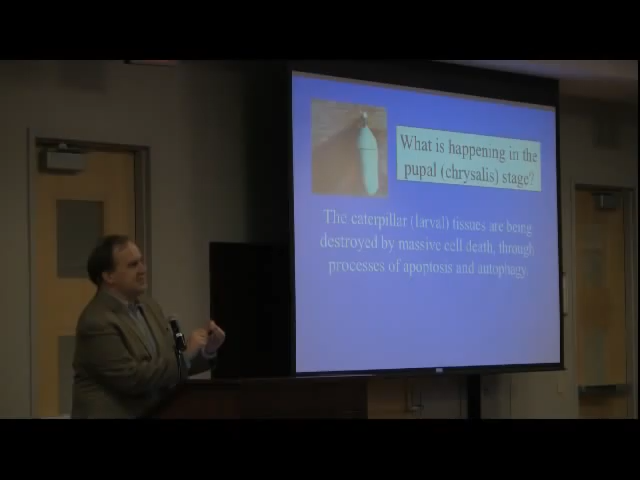 What is happening in the
pupal (chrysalis) stage?
The caterpillar (larval) tissues are being
destroyed by massive cell death, through
processes of apoptosis and autophagy.